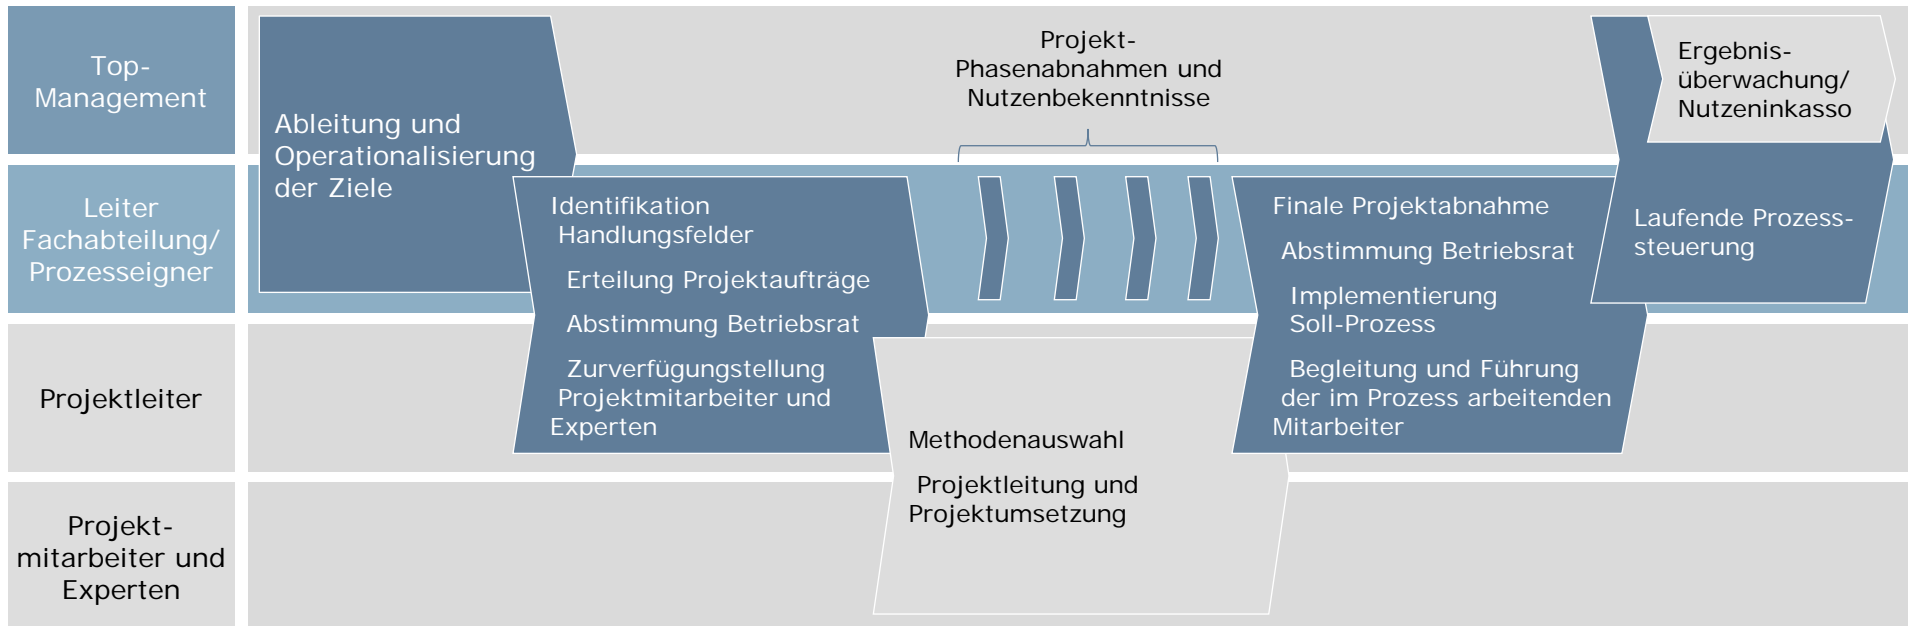 Top-
Management
Leiter
Fachabteilung/
Prozesseigner
Projektleiter
Projekt-
mitarbeiter und
Experten
Ableitung und
Operationalisierung
der Ziele
Identifikation
Handlungsfelder
Erteilung Projektaufträge
Abstimmung Betriebsrat
Zurverfügungstellung
Projektmitarbeiter und
Experten
Projekt-
Phasenabnahmen und
Nutzenbekenntnisse
Methodenauswahl
Projektleitung und
Projektumsetzung
Finale Projektabnahme
Abstimmung Betriebsrat
Implementierung
Soll-Prozess
Begleitung und Führung
der im Prozess arbeitenden
Mitarbeiter
Ergebnis-
überwachung/
Nutzeninkasso
Laufende Prozess-
steuerung